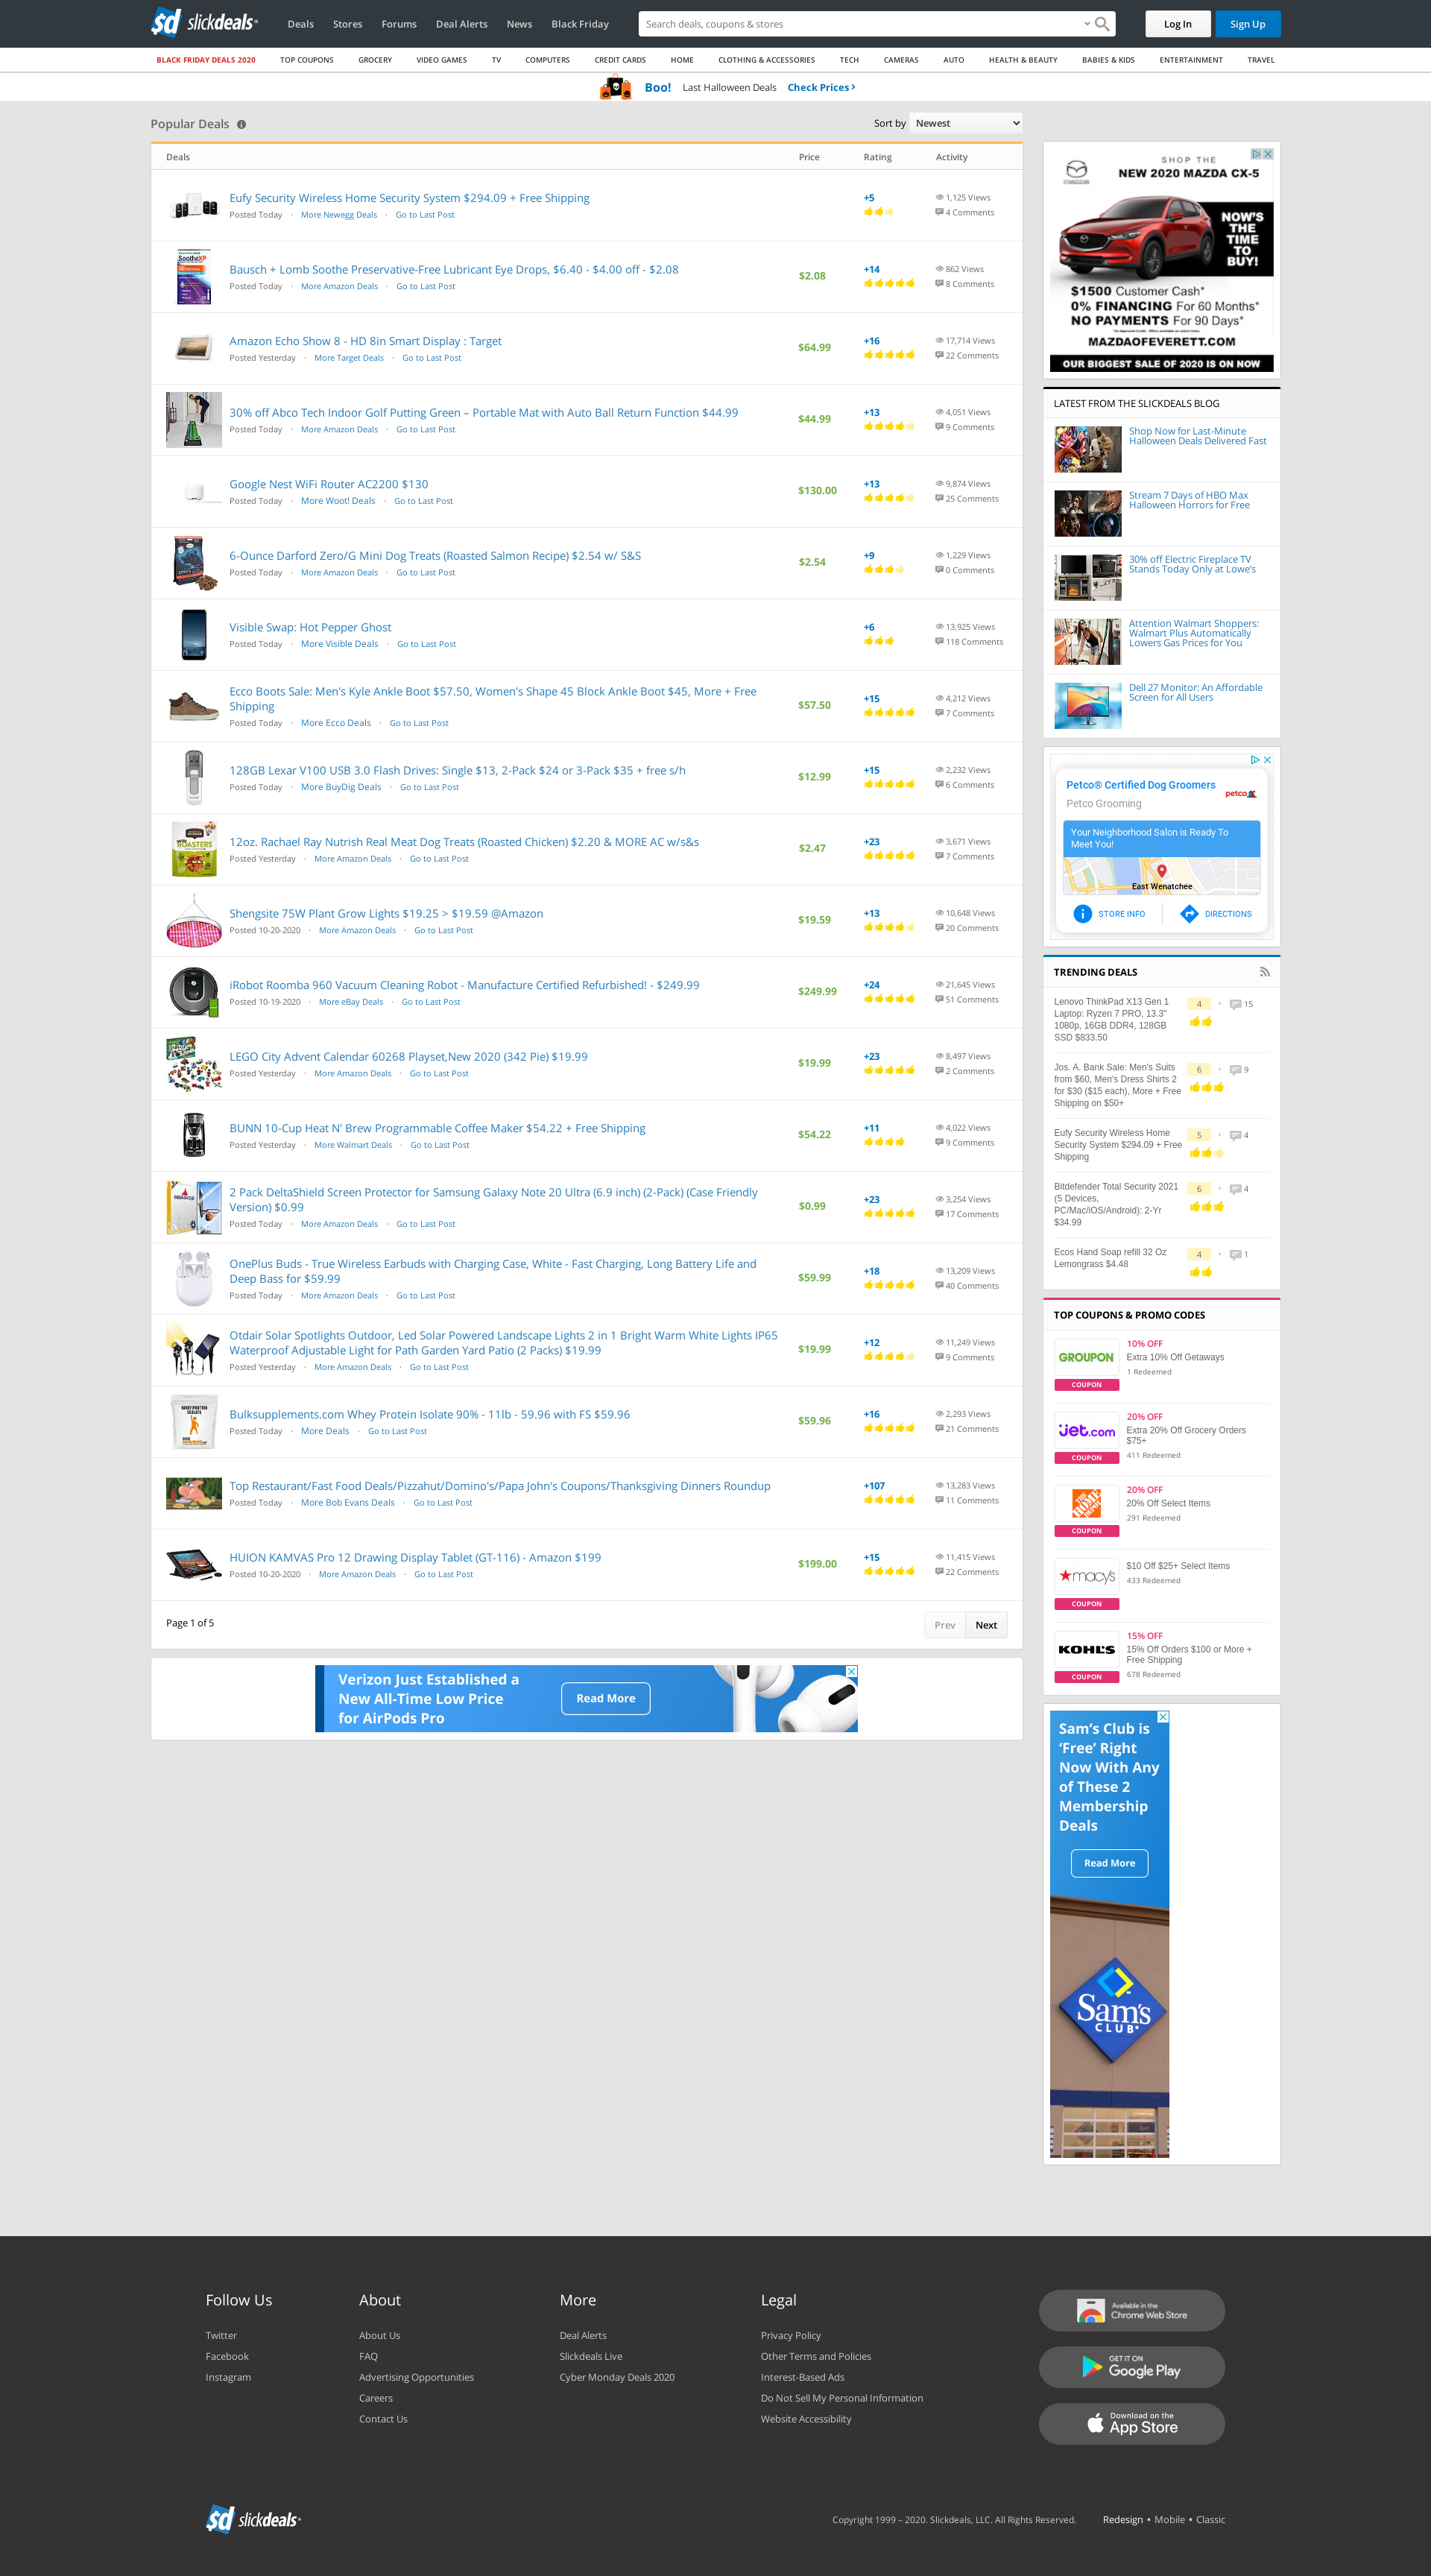 sd slickdeals
Deals Stores Forums Deal Alerts News Black Friday
Search deals, coupons & stores
Log In Sign Up
BLACK FRIDAY DEALS 2020 TOP COUPONS GROCERY VIDEO GAMES TV COMPUTERS CREDIT CARDS HOME CLOTHING & ACCESSORIES TECH CAMERAS AUTO HEALTH & BEAUTY BABIES & KIDS ENTERTAINMENT TRAVEL
Boo! Last Halloween Deals Check Prices
Popular Deals
Sort by Newest
Deals Price Rating Activity
Eufy Security Wireless Home Security System $294.09 + Free Shipping
Posted Today · More Newegg Deals · Go to Last Post
+5
1,125 Views
4 Comments
Bausch + Lomb Soothe Preservative-Free Lubricant Eye Drops, $6.40 - $4.00 off - $2.08
Posted Today · More Amazon Deals · Go to Last Post
$2.08
+14
862 Views
8 Comments
Amazon Echo Show 8 - HD 8in Smart Display : Target
Posted Yesterday · More Target Deals · Go to Last Post
$64.99
+16
17,714 Views
22 Comments
30% off Abco Tech Indoor Golf Putting Green – Portable Mat with Auto Ball Return Function $44.99
Posted Today · More Amazon Deals · Go to Last Post
$44.99
+13
4,051 Views
9 Comments
Google Nest WiFi Router AC2200 $130
Posted Today · More Woot! Deals · Go to Last Post
$130.00
+13
9,874 Views
25 Comments
6-Ounce Darford Zero/G Mini Dog Treats (Roasted Salmon Recipe) $2.54 w/ S&S
Posted Today · More Amazon Deals · Go to Last Post
$2.54
+9
1,229 Views
0 Comments
Visible Swap: Hot Pepper Ghost
Posted Today · More Visible Deals · Go to Last Post
+6
13,925 Views
118 Comments
Ecco Boots Sale: Men's Kyle Ankle Boot $57.50, Women's Shape 45 Block Ankle Boot $45, More + Free
Shipping
Posted Today · More Ecco Deals · Go to Last Post
$57.50
+15
4,212 Views
7 Comments
128GB Lexar V100 USB 3.0 Flash Drives: Single $13, 2-Pack $24 or 3-Pack $35 + free s/h
Posted Today · More BuyDig Deals · Go to Last Post
$12.99
+15
2,232 Views
6 Comments
12oz. Rachael Ray Nutrish Real Meat Dog Treats (Roasted Chicken) $2.20 & MORE AC w/s&s
Posted Yesterday · More Amazon Deals · Go to Last Post
$2.47
+23
3,671 Views
7 Comments
Shengsite 75W Plant Grow Lights $19.25 > $19.59 @Amazon
Posted 10-20-2020 · More Amazon Deals · Go to Last Post
$19.59
+13
10,648 Views
20 Comments
iRobot Roomba 960 Vacuum Cleaning Robot - Manufacture Certified Refurbished! - $249.99
Posted 10-19-2020 · More eBay Deals · Go to Last Post
$249.99
+24
21,645 Views
51 Comments
LEGO City Advent Calendar 60268 Playset,New 2020 (342 Pie) $19.99
Posted Yesterday · More Amazon Deals · Go to Last Post
$19.99
+23
8,497 Views
2 Comments
BUNN 10-Cup Heat N' Brew Programmable Coffee Maker $54.22 + Free Shipping
Posted Yesterday · More Walmart Deals · Go to Last Post
$54.22
+11
4,022 Views
9 Comments
2 Pack DeltaShield Screen Protector for Samsung Galaxy Note 20 Ultra (6.9 inch) (2-Pack) (Case Friendly
Version) $0.99
Posted Today · More Amazon Deals · Go to Last Post
$0.99
+23
3,254 Views
17 Comments
OnePlus Buds - True Wireless Earbuds with Charging Case, White - Fast Charging, Long Battery Life and
Deep Bass for $59.99
Posted Today · More Amazon Deals · Go to Last Post
$59.99
+18
13,209 Views
40 Comments
Otdair Solar Spotlights Outdoor, Led Solar Powered Landscape Lights 2 in 1 Bright Warm White Lights IP65
Waterproof Adjustable Light for Path Garden Yard Patio (2 Packs) $19.99
Posted Yesterday · More Amazon Deals · Go to Last Post
$19.99
+12
11,249 Views
9 Comments
Bulksupplements.com Whey Protein Isolate 90% - 11lb - 59.96 with FS $59.96
Posted Today · More Deals · Go to Last Post
$59.96
+16
2,293 Views
21 Comments
Top Restaurant/Fast Food Deals/Pizzahut/Domino's/Papa John's Coupons/Thanksgiving Dinners Roundup
Posted Today · More Bob Evans Deals · Go to Last Post
+107
13,283 Views
11 Comments
HUION KAMVAS Pro 12 Drawing Display Tablet (GT-116) - Amazon $199
Posted 10-20-2020 · More Amazon Deals · Go to Last Post
$199.00
+15
11,415 Views
22 Comments
Page 1 of 5
Prev Next
Verizon Just Established a
New All-Time Low Price
for AirPods Pro
Read More
SHOP THE
NEW 2020 MAZDA CX-5
mazda
NOW'S
THE
TIME
TO
BUY!
$1500 Customer Cash*
0% FINANCING For 60 Months*
NO PAYMENTS For 90 Days*
*On Approved Credit. Offers available on select models.
MAZDAOFEVERETT.COM
OUR BIGGEST SALE OF 2020 IS ON NOW
LATEST FROM THE SLICKDEALS BLOG
Shop Now for Last-Minute
Halloween Deals Delivered Fast
Stream 7 Days of HBO Max
Halloween Horrors for Free
30% off Electric Fireplace TV
Stands Today Only at Lowe's
Attention Walmart Shoppers:
Walmart Plus Automatically
Lowers Gas Prices for You
Dell 27 Monitor: An Affordable
Screen for All Users
Petco® Certified Dog Groomers
Petco Grooming
petco
Your Neighborhood Salon is Ready To
Meet You!
East Wenatchee
STORE INFO DIRECTIONS
TRENDING DEALS
Lenovo ThinkPad X13 Gen 1
Laptop: Ryzen 7 PRO, 13.3"
1080p, 16GB DDR4, 128GB
SSD $833.50
4 • 15
Jos. A. Bank Sale: Men's Suits
from $60, Men's Dress Shirts 2
for $30 ($15 each), More + Free
Shipping on $50+
6 • 9
Eufy Security Wireless Home
Security System $294.09 + Free
Shipping
5 • 4
Bitdefender Total Security 2021
(5 Devices,
PC/Mac/iOS/Android): 2-Yr
$34.99
6 • 4
Ecos Hand Soap refill 32 Oz
Lemongrass $4.48
4 • 1
TOP COUPONS & PROMO CODES
GROUPON
COUPON
10% OFF
Extra 10% Off Getaways
1 Redeemed
jet.com
COUPON
20% OFF
Extra 20% Off Grocery Orders
$75+
411 Redeemed
THE HOME DEPOT
COUPON
20% OFF
20% Off Select Items
291 Redeemed
macy's
COUPON
$10 Off $25+ Select Items
433 Redeemed
KOHL'S
COUPON
15% OFF
15% Off Orders $100 or More +
Free Shipping
678 Redeemed
Sam's Club is
‘Free’ Right
Now With Any
of These 2
Membership
Deals
Read More
Sam's
CLUB
Follow Us
Twitter
Facebook
Instagram
About
About Us
FAQ
Advertising Opportunities
Careers
Contact Us
More
Deal Alerts
Slickdeals Live
Cyber Monday Deals 2020
Legal
Privacy Policy
Other Terms and Policies
Interest-Based Ads
Do Not Sell My Personal Information
Website Accessibility
Available in the
Chrome Web Store
GET IT ON
Google Play
Download on the
App Store
sd slickdeals
Copyright 1999 – 2020. Slickdeals, LLC. All Rights Reserved. Redesign • Mobile • Classic